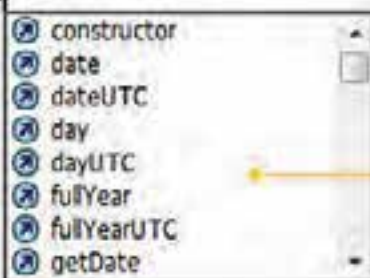 constructor
date
dateUTC
day
dayUTC
fullYear
fullYearUTC
getDate